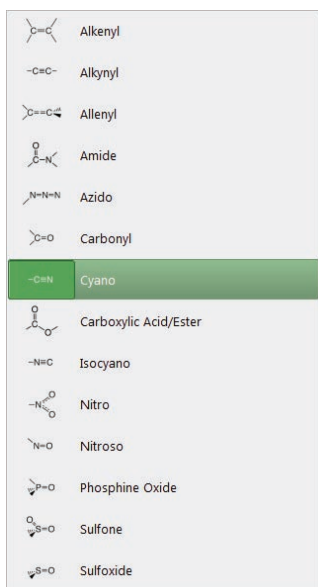 C=C Alkenyl
-C≡C- Alkynyl
C==C Allenyl
O C-N Amide
N=N=N Azido
C=O Carbonyl
-C≡N Cyano
O C O Carboxylic Acid/Ester
-N≡C Isocyano
-N O O Nitro
N=O Nitroso
P=O Phosphine Oxide
O S=O Sulfone
S=O Sulfoxide